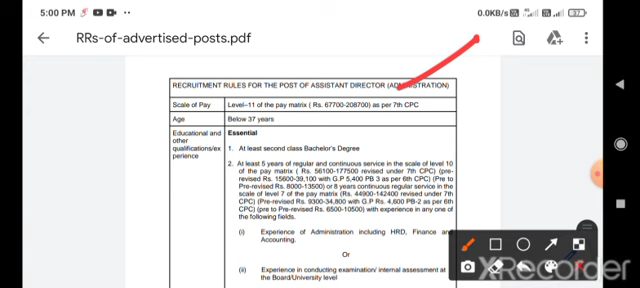 5:00 PM
0.0KB/s
37
RRs-of-advertised-posts.pdf
RECRUITMENT RULES FOR THE POST OF ASSISTANT DIRECTOR (ADMINISTRATION)
Scale of Pay Level–11 of the pay matrix ( Rs. 67700-208700) as per 7th CPC
Age Below 37 years
Educational and other qualifications/ex perience
Essential
1. At least second class Bachelor's Degree
2. At least 5 years of regular and continuous service in the scale of level 10
of the pay matrix ( Rs. 56100-177500 revised under 7th CPC) (pre-
revised Rs. 15600-39,100 with G.P 5,400 PB 3 as per 6th CPC) (Pre to
Pre-revised Rs. 8000-13500) or 8 years continuous regular service in the
scale of level 7 of the pay matrix (Rs. 44900-142400 revised under 7th
CPC) (Pre-revised Rs. 9300-34,800 with G.P Rs. 4,600 PB-2 as per 6th
CPC) (pre to Pre-revised Rs. 6500-10500) with experience in any one of
the following fields.
(i) Experience of Administration including HRD, Finance and
Accounting.
Or
(ii) Experience in conducting examination/ internal assessment at
the Board/University level
XRecorder